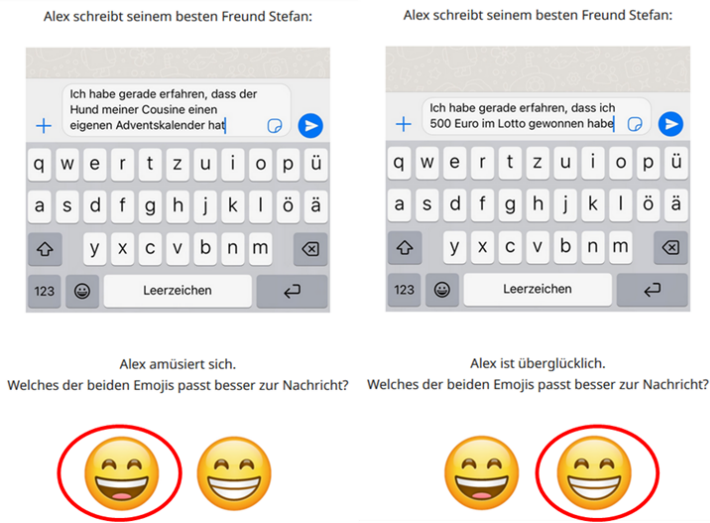 Alex schreibt seinem besten Freund Stefan:
Ich habe gerade erfahren, dass der
Hund meiner Cousine einen
eigenen Adventskalender hat
q w e r t z u i o p ü
a s d f g h j k l ö ä
y x c v b n m
123 Leerzeichen
Alex amüsiert sich.
Welches der beiden Emojis passt besser zur Nachricht?
Alex schreibt seinem besten Freund Stefan:
Ich habe gerade erfahren, dass ich
500 Euro im Lotto gewonnen habe
q w e r t z u i o p ü
a s d f g h j k l ö ä
y x c v b n m
123 Leerzeichen
Alex ist überglücklich.
Welches der beiden Emojis passt besser zur Nachricht?